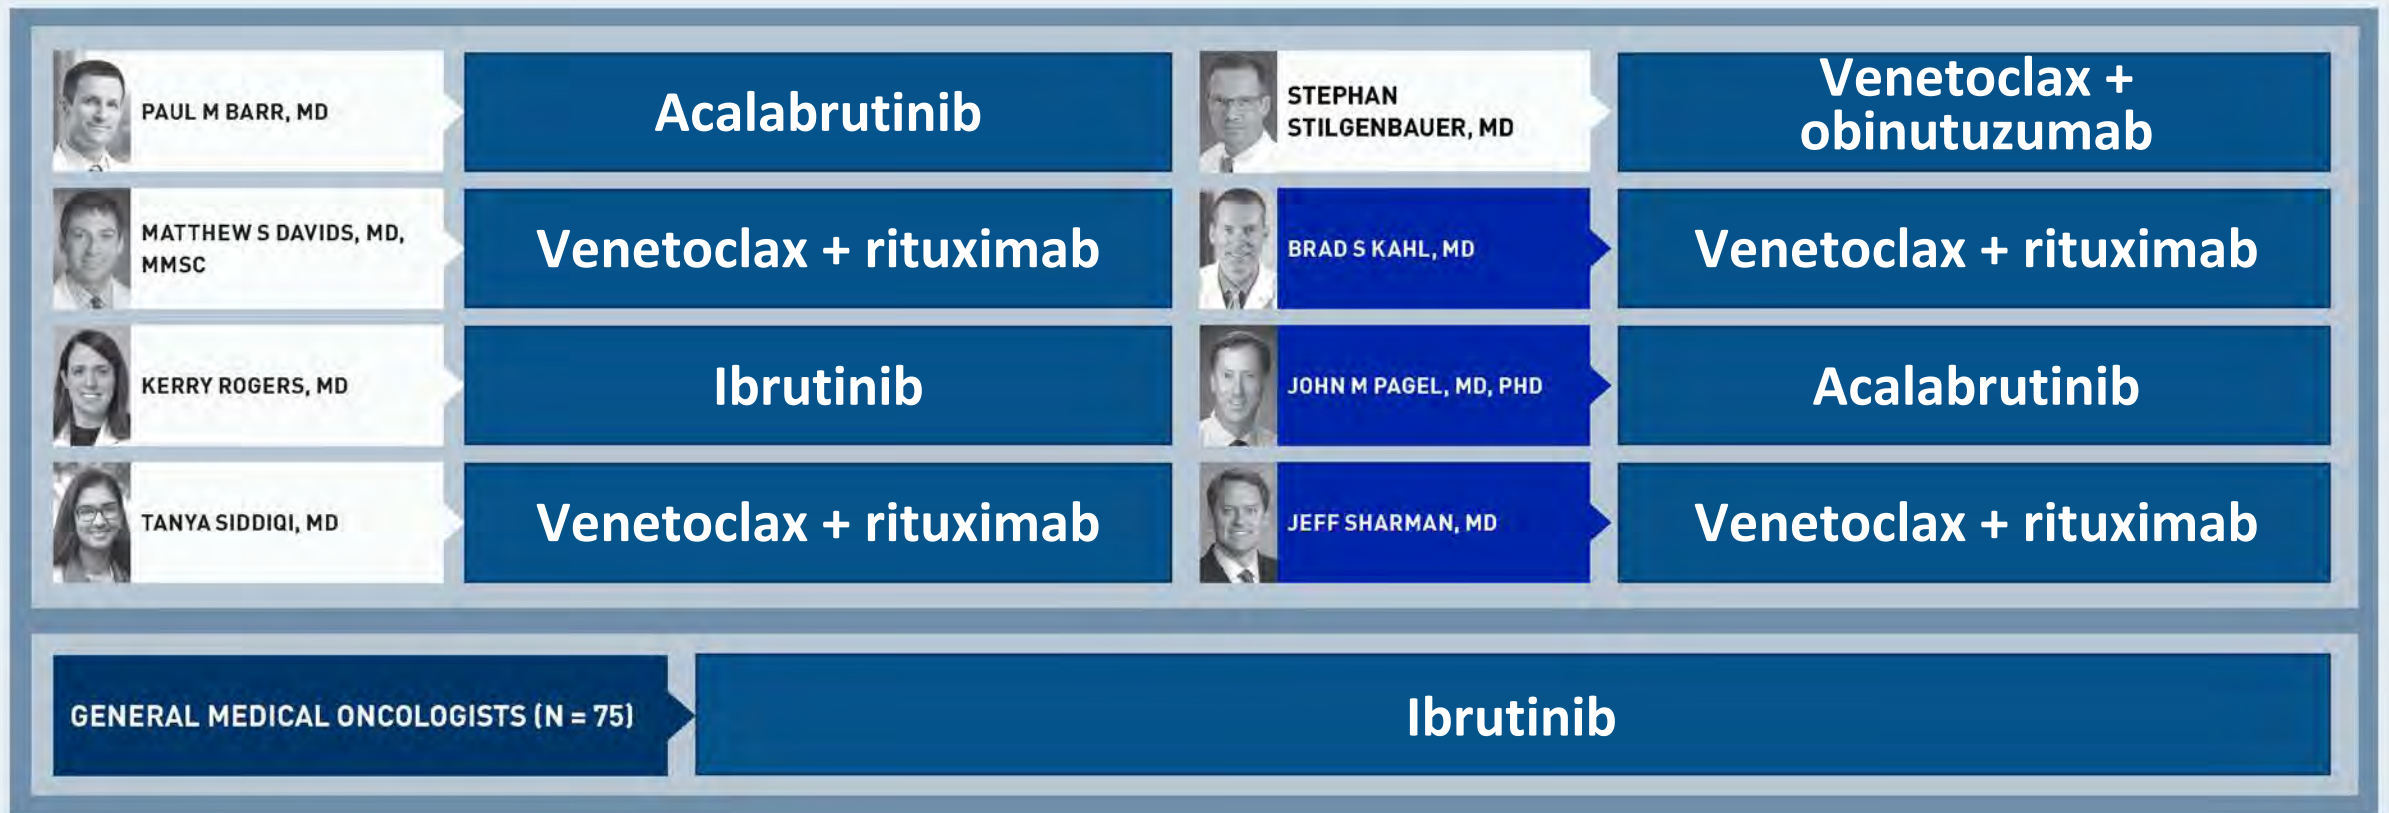 PAUL M BARR, MD
Acalabrutinib
STEPHAN
STILGENBAUER, MD
Venetoclax +
obinutuzumab
MATTHEW S DAVIDS, MD,
MMSC
Venetoclax + rituximab
BRAD S KAHL, MD
Venetoclax + rituximab
KERRY ROGERS, MD
Ibrutinib
JOHN M PAGEL, MD, PHD
Acalabrutinib
TANYA SIDDIQI, MD
Venetoclax + rituximab
JEFF SHARMAN, MD
Venetoclax + rituximab
GENERAL MEDICAL ONCOLOGISTS (N = 75)
Ibrutinib